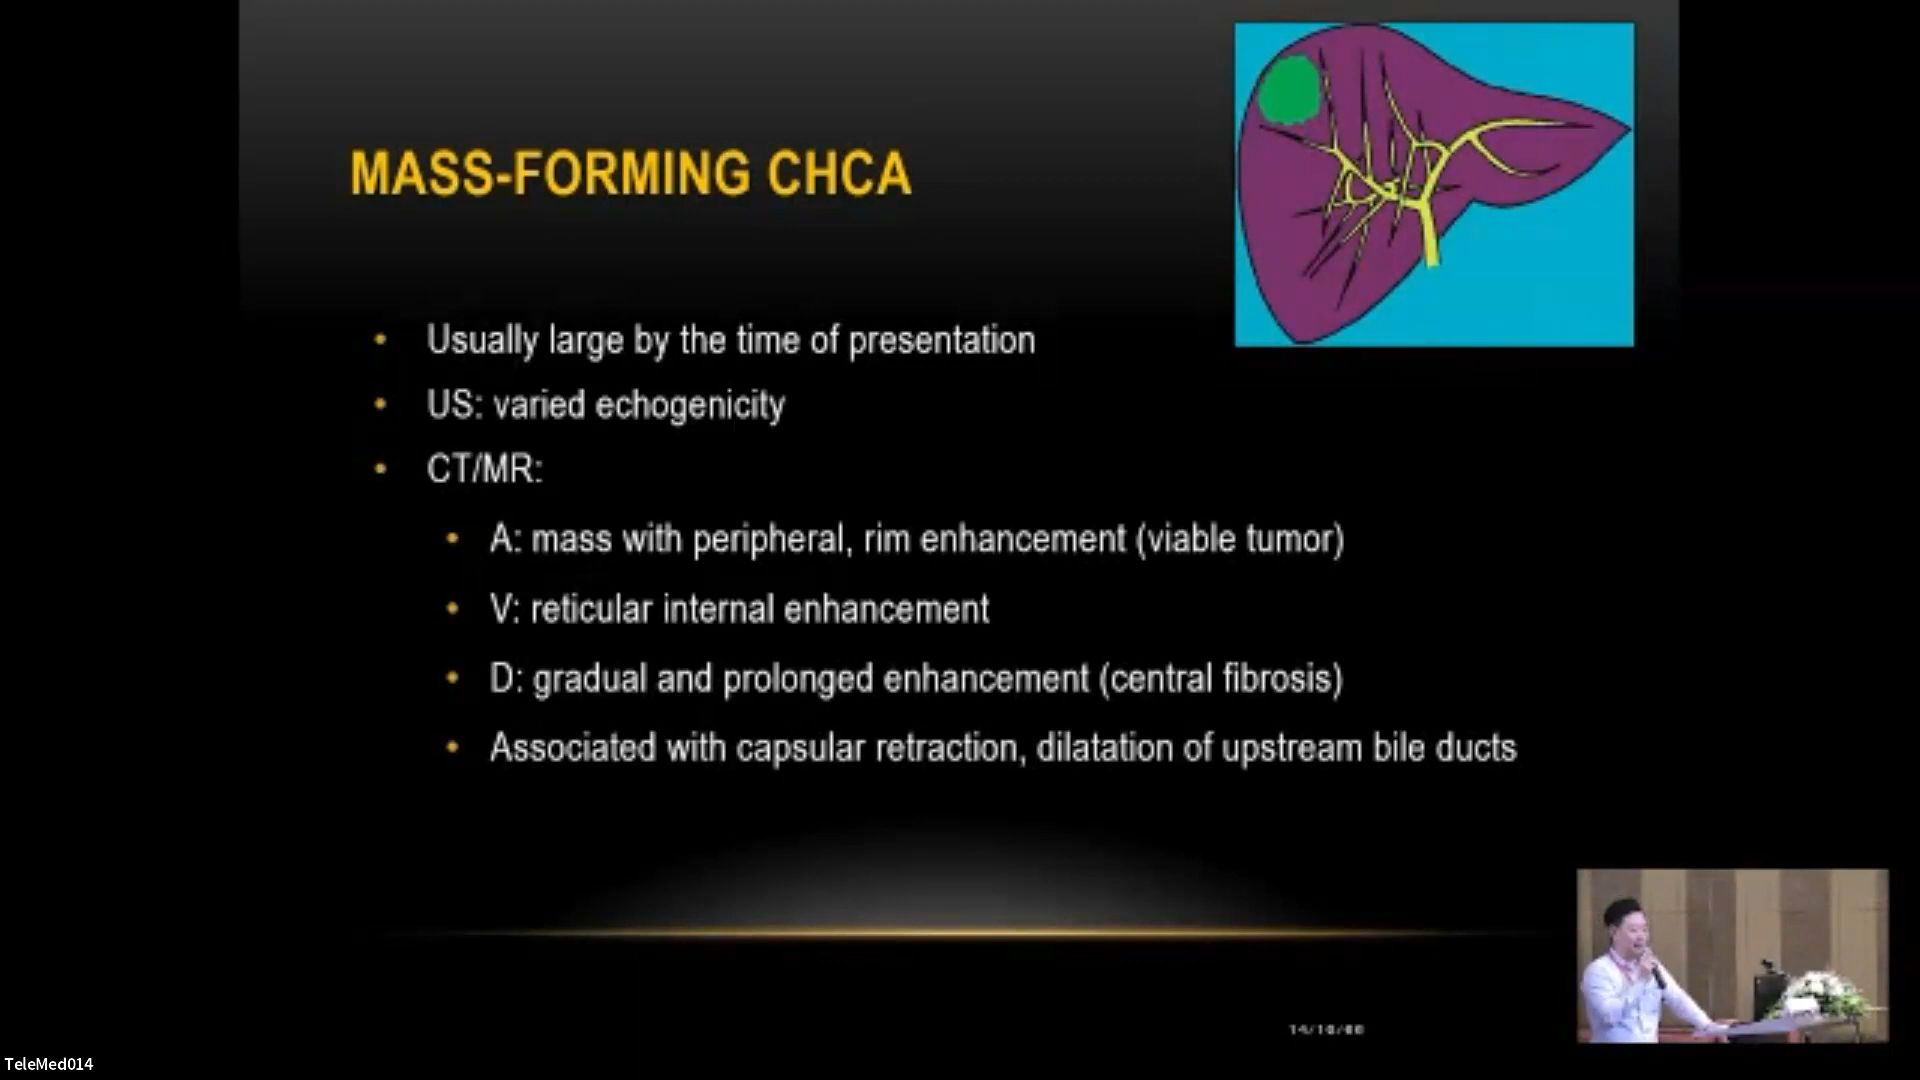 MASS-FORMING CHCA
• Usually large by the time of presentation
• US: varied echogenicity
• CT/MR:
• A: mass with peripheral, rim enhancement (viable tumor)
• V: reticular internal enhancement
• D: gradual and prolonged enhancement (central fibrosis)
• Associated with capsular retraction, dilatation of upstream bile ducts
TeleMed014